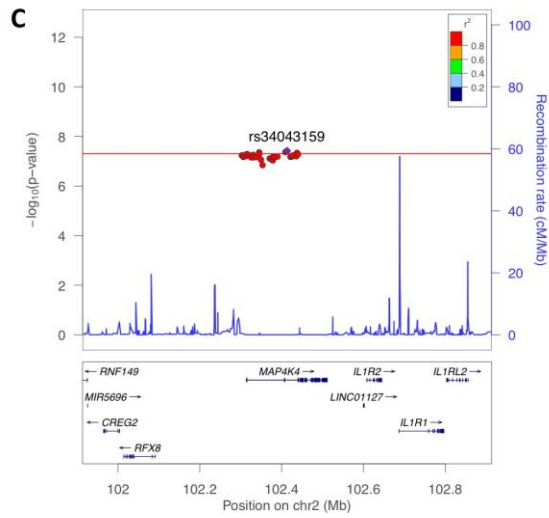 C
r²
0.8
0.6
0.4
0.2
rs34043159
−log₁₀(p-value)
12
10
8
6
4
2
0
Recombination rate (cM/Mb)
100
80
60
40
20
0
← RNF149
MAP4K4 →
IL1R2 →
IL1RL2 →
MIR5696 →
LINC01127 →
← CREG2
IL1R1 →
← RFX8
102
102.2
102.4
102.6
102.8
Position on chr2 (Mb)